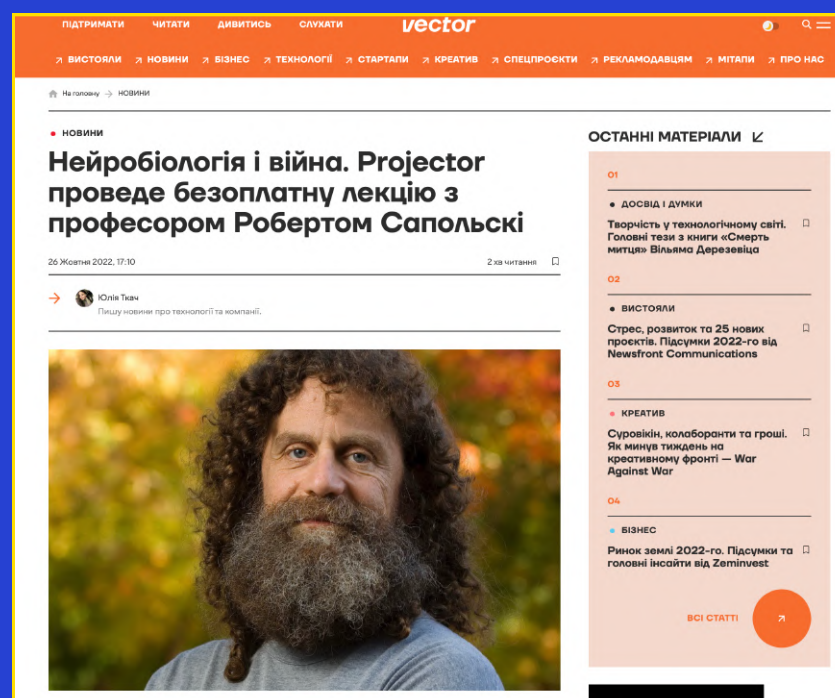 ПІДТРИМАТИ ЧИТАТИ ДИВИТИСЬ СЛУХАТИ vector
ВИСТОЯЛИ НОВИНИ БІЗНЕС ТЕХНОЛОГІЇ СТАРТАПИ КРЕАТИВ СПЕЦПРОЄКТИ РЕКЛАМОДАВЦЯМ МІТАПИ ПРО НАС
На головну → НОВИНИ
НОВИНИ
Нейробіологія і війна. Projector
проведе безоплатну лекцію з
професором Робертом Сапольскі
26 Жовтня 2022, 17:10 2 хв читання
Юлія Ткач
Пишу новини про технології та компанії.
ОСТАННІ МАТЕРІАЛИ
01
ДОСВІД І ДУМКИ
Творчість у технологічному світі.
Головні тези з книги «Смерть
митця» Вільяма Дерезевіца
02
ВИСТОЯЛИ
Стрес, розвиток та 25 нових
проєктів. Підсумки 2022-го від
Newsfront Communications
03
КРЕАТИВ
Суровікін, колаборанти та гроші.
Як минув тиждень на
креативному фронті — War
Against War
04
БІЗНЕС
Ринок землі 2022-го. Підсумки та
головні інсайти від Zeminvest
ВСІ СТАТТІ